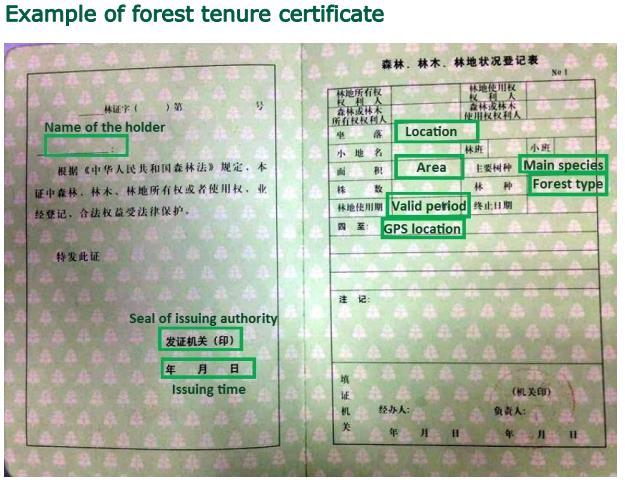 Example of forest tenure certificate
林证字（ ）第 号
Name of the holder
:
根据《中华人民共和国森林法》规定，本
证中森林、林木、林地所有权或者使用权，业
经登记，合法权益受法律保护。
特发此证
Seal of issuing authority
发证机关（印）
年 月 日
Issuing time
森林、林木、林地状况登记表
No 1
林地所有权
权 利 人
林地使用权
权 利 人
森林或林木
所有权权利人
森林或林木
使用权权利人
坐 落
Location
小 地 名
林班
小班
面 积
Area
主要树种
Main species
株 数
林 种
Forest type
林地使用期
Valid period
终止日期
四 至：
GPS location
注 记：
填
证
机
关
（机关印）
经办人：
负责人：
年 月 日
年 月 日